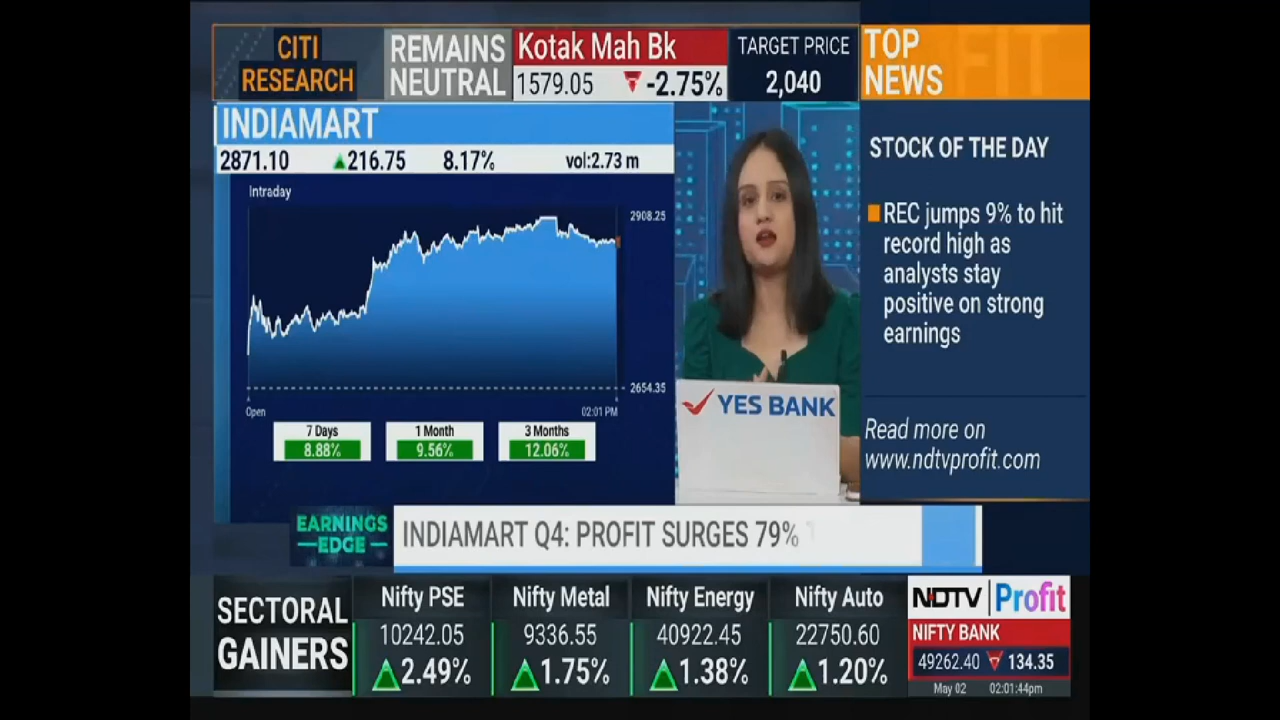 CITI
RESEARCH
REMAINS
NEUTRAL
Kotak Mah Bk
1579.05 -2.75%
TARGET PRICE
2,040
TOP
NEWS
INDIAMART
2871.10 216.75 8.17% vol:2.73 m
Intraday
2908.25
2654.35
Open 02:01 PM
7 Days 1 Month 3 Months
8.88% 9.56% 12.06%
YES BANK
STOCK OF THE DAY
REC jumps 9% to hit
record high as
analysts stay
positive on strong
earnings
Read more on
www.ndtvprofit.com
EARNINGS
EDGE
INDIAMART Q4: PROFIT SURGES 79%
SECTORAL
GAINERS
Nifty PSE Nifty Metal Nifty Energy Nifty Auto
10242.05 9336.55 40922.45 22750.60
2.49% 1.75% 1.38% 1.20%
NDTV Profit
NIFTY BANK
49262.40 134.35
May 02 02:01:44pm